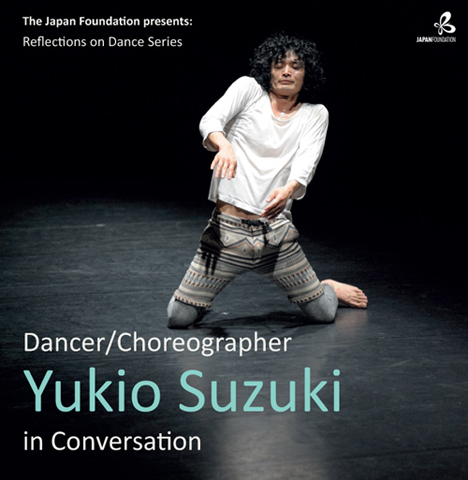 The Japan Foundation presents:
Reflections on Dance Series
JAPANFOUNDATION
Dancer/Choreographer
Yukio Suzuki
in Conversation